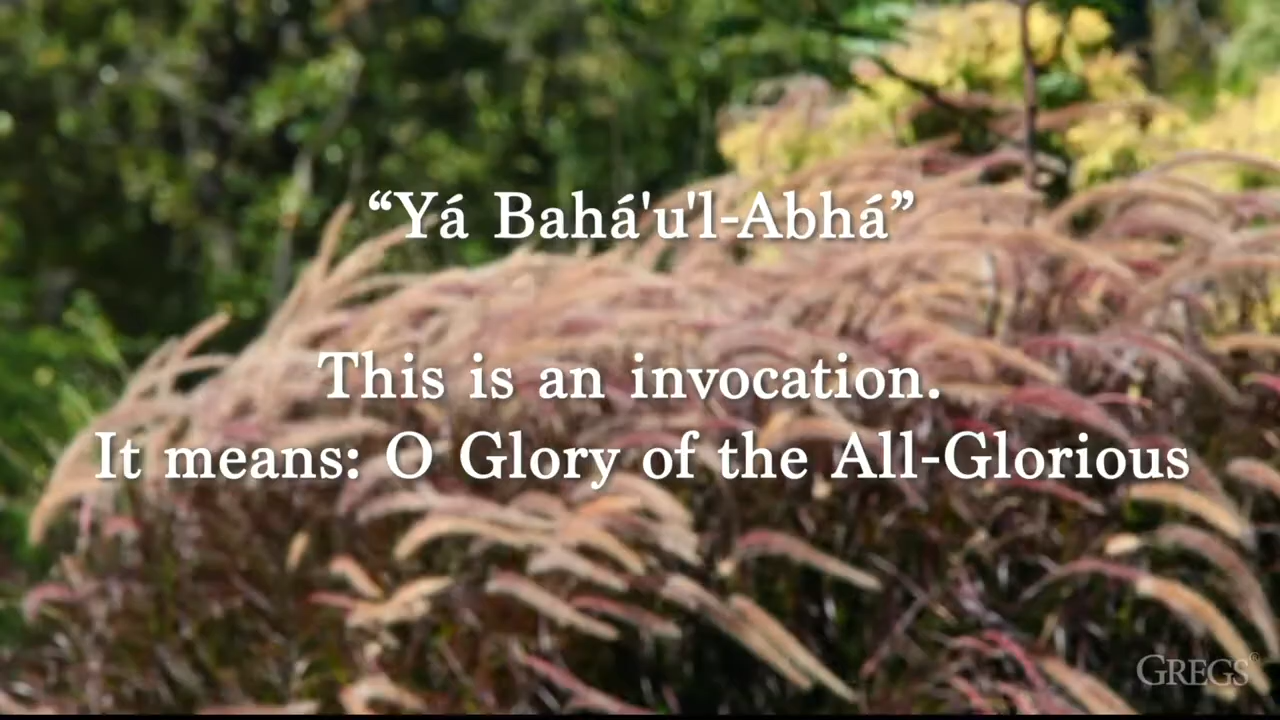 “Yá Bahá'u'l-Abhá”
This is an invocation.
It means: O Glory of the All-Glorious
GREGS®